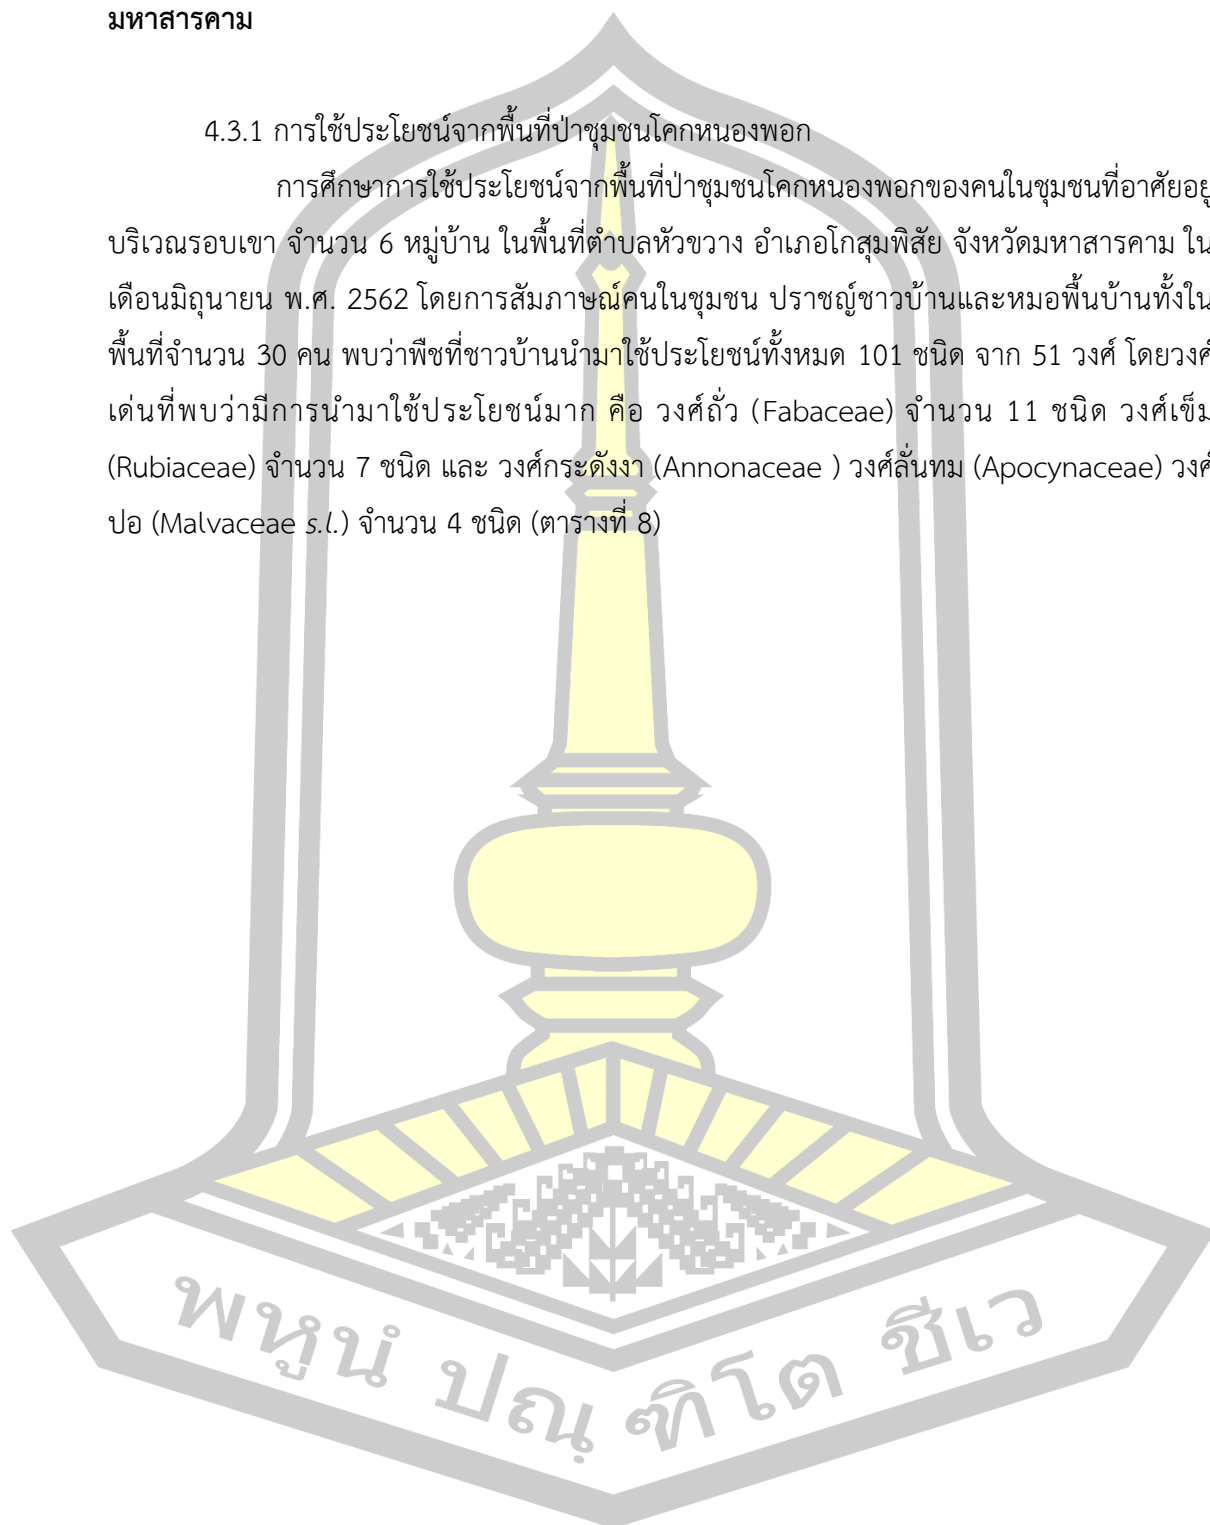 มหาสารคาม
4.3.1 การใช้ประโยชน์จากพื้นที่ป่าชุมชนโคกหนองพอก
การศึกษาการใช้ประโยชน์จากพื้นที่ป่าชุมชนโคกหนองพอกของคนในชุมชนที่อาศัยอยู่
บริเวณรอบเขา จำนวน 6 หมู่บ้าน ในพื้นที่ตำบลหัวขวาง อำเภอโกสุมพิสัย จังหวัดมหาสารคาม ใน
เดือนมิถุนายน พ.ศ. 2562 โดยการสัมภาษณ์คนในชุมชน ปราชญ์ชาวบ้านและหมอพื้นบ้านทั้งใน
พื้นที่จำนวน 30 คน พบว่าพืชที่ชาวบ้านนำมาใช้ประโยชน์ทั้งหมด 101 ชนิด จาก 51 วงศ์ โดยวงศ์
เด่นที่พบว่ามีการนำมาใช้ประโยชน์มาก คือ วงศ์ถั่ว (Fabaceae) จำนวน 11 ชนิด วงศ์เข็ม
(Rubiaceae) จำนวน 7 ชนิด และ วงศ์กระดังงา (Annonaceae ) วงศ์ลั่นทม (Apocynaceae) วงศ์
ปอ (Malvaceae s.l.) จำนวน 4 ชนิด (ตารางที่ 8)
พหูนํ ปณฺ ฑิโต ชีเว